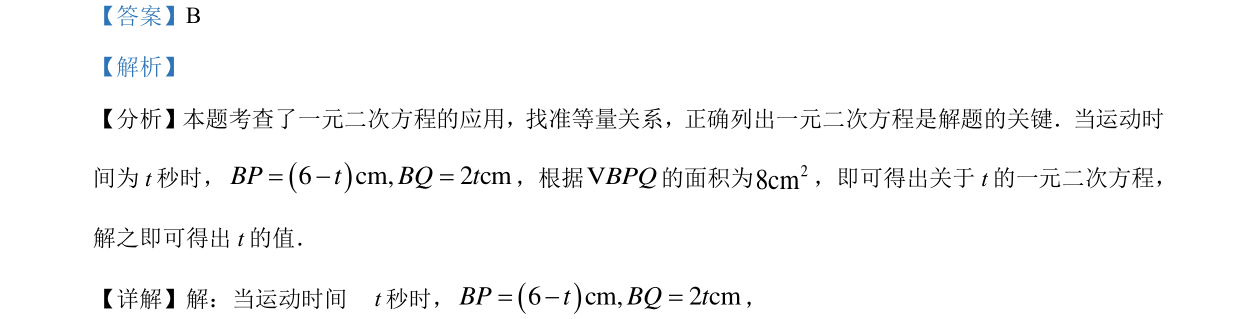 【答案】B
【解析】
【分析】本题考查了一元二次方程的应用，找准等量关系，正确列出一元二次方程是解题的关键．当运动时
间为 t 秒时，BP = (6 − t)cm, BQ = 2tcm，根据 VBPQ 的面积为8cm²，即可得出关于 t 的一元二次方程，
解之即可得出 t 的值．
【详解】解：当运动时间 t 秒时，BP = (6 − t)cm, BQ = 2tcm，